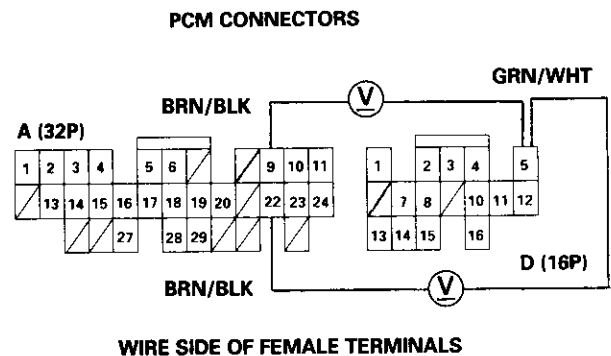 PCM CONNECTORS
GRN/WHT
BRN/BLK
V
A (32P)
1 2 3 4 5 6 9 10 11
13 14 15 16 17 18 19 20 22 23 24
27 28 29
1 2 3 4 5
7 8 10 11 12
13 14 15 16
BRN/BLK
V
D (16P)
WIRE SIDE OF FEMALE TERMINALS